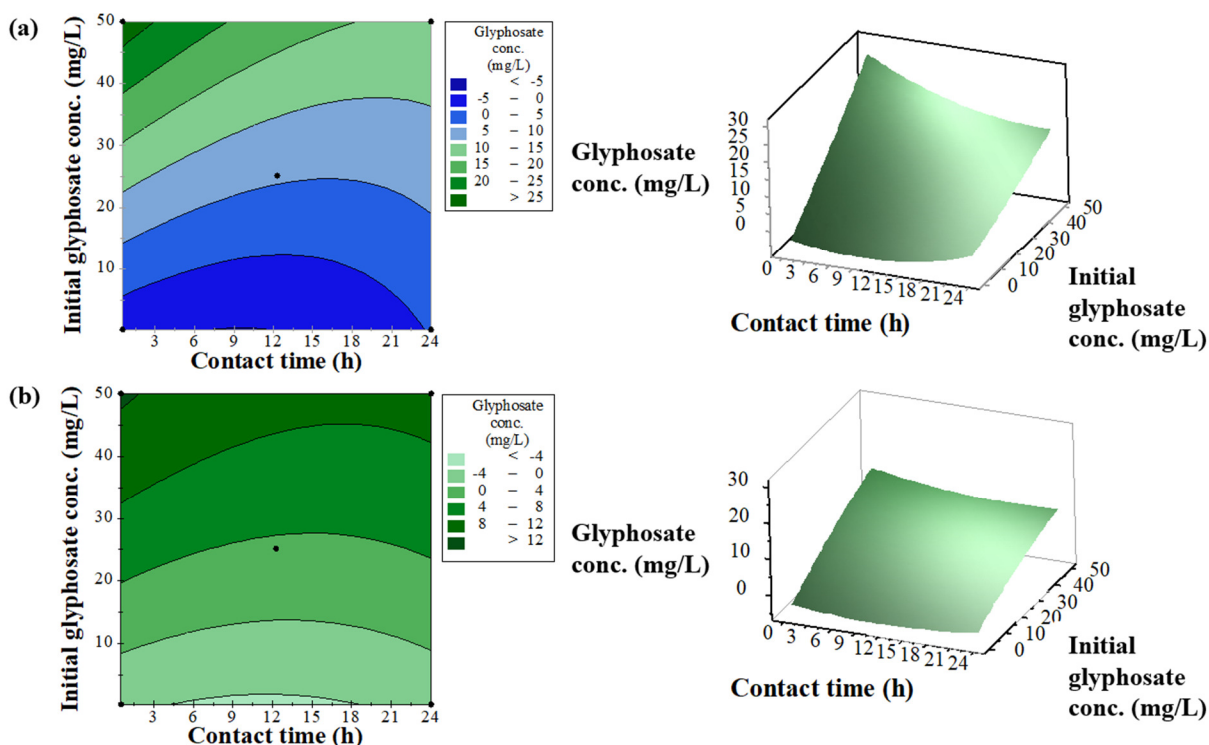 (a)
Initial glyphosate conc. (mg/L)
50
40
30
20
10
3 6 9 12 15 18 21 24
Contact time (h)
Glyphosate
conc.
(mg/L)
< -5
-5 – 0
0 – 5
5 – 10
10 – 15
15 – 20
20 – 25
> 25
Glyphosate
conc. (mg/L)
30
25
20
15
10
5
0
0 3 6 9 12 15 18 21 24
Contact time (h)
50
40
30
20
10
0
Initial
glyphosate
conc. (mg/L)
(b)
Initial glyphosate conc. (mg/L)
50
40
30
20
10
3 6 9 12 15 18 21 24
Contact time (h)
Glyphosate
conc.
(mg/L)
< -4
-4 – 0
0 – 4
4 – 8
8 – 12
> 12
Glyphosate
conc. (mg/L)
30
20
10
0
0 3 6 9 12 15 18 21 24
Contact time (h)
50
40
30
20
10
0
Initial
glyphosate
conc. (mg/L)